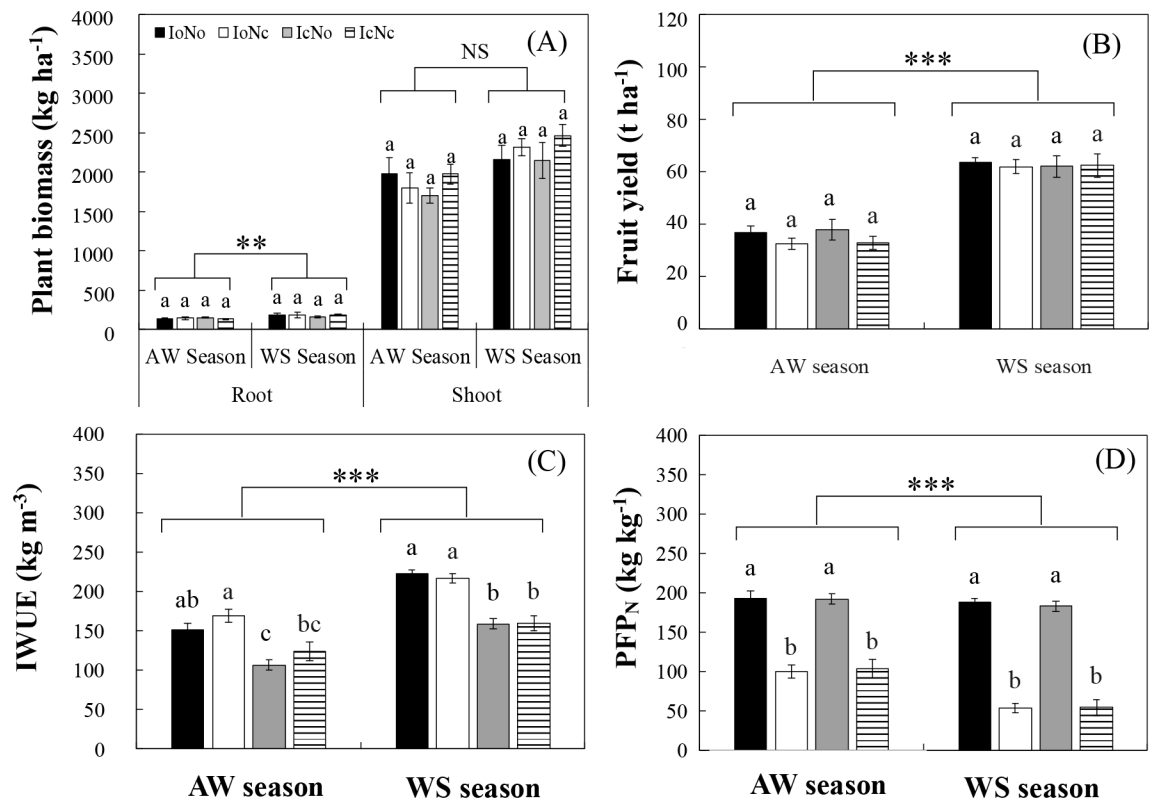 Plant biomass (kg ha⁻¹)
4000
3500
3000
2500
2000
1500
1000
500
0
IoNo IoNc IcNo IcNc
(A)
NS
**
a a a a a a a a a a a a a a a a
AW Season WS Season AW Season WS Season
Root Shoot
Fruit yield (t ha⁻¹)
120
100
80
60
40
20
0
(B)
***
a a a a a a a a
AW season WS season
IWUE (kg m⁻³)
400
350
300
250
200
150
100
50
0
(C)
***
ab a c bc a a b b
AW season WS season
PFP_N (kg kg⁻¹)
400
350
300
250
200
150
100
50
0
(D)
***
a b a b a b a b
AW season WS season